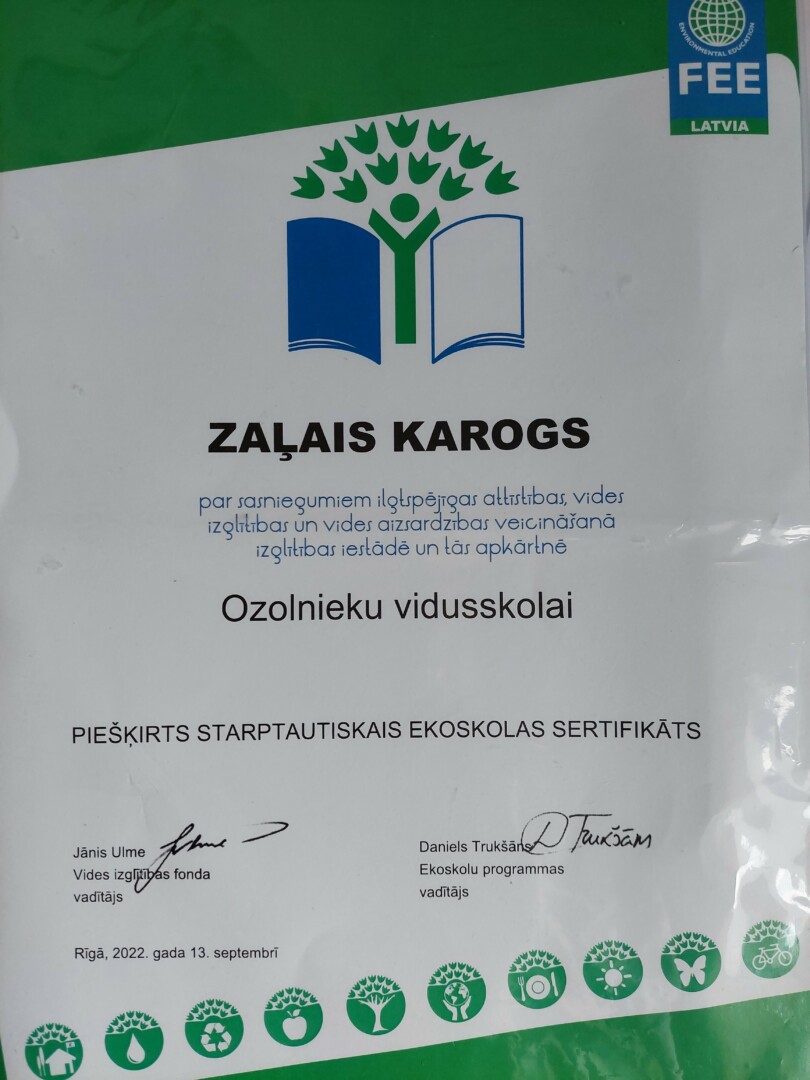 ENVIRONMENTAL EDUCATION
FEE
LATVIA
ZAĻAIS KAROGS
par sasniegumiem ilgtspējīgas attīstības, vides
izglītības un vides aizsardzības veicināšanā
izglītības iestādē un tās apkārtnē
Ozolnieku vidusskolai
PIEŠĶIRTS STARPTAUTISKAIS EKOSKOLAS SERTIFIKĀTS
Jānis Ulme
Vides izglītības fonda
vadītājs
Daniels Trukšāns D Trukšāns
Ekoskolu programmas
vadītājs
Rīgā, 2022. gada 13. septembrī